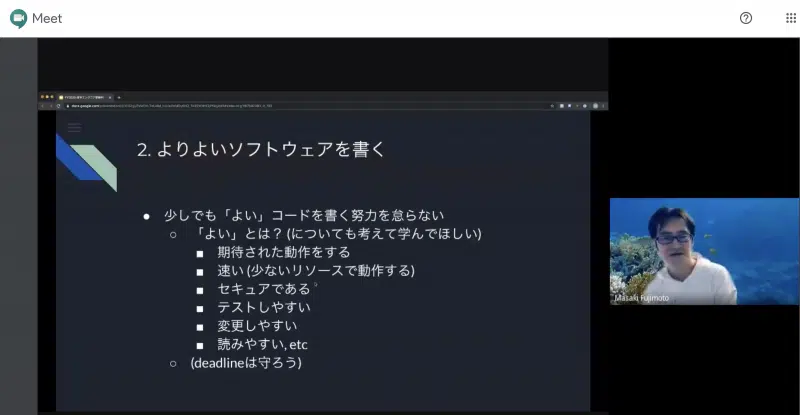 Meet
2. よりよいソフトウェアを書く
● 少しでも「よい」コードを書く努力を怠らない
○ 「よい」とは？ (についても考えて学んでほしい)
■ 期待された動作をする
■ 速い (少ないリソースで動作する)
■ セキュアである
■ テストしやすい
■ 変更しやすい
■ 読みやすい, etc
○ (deadlineは守ろう)
Masaki Fujimoto